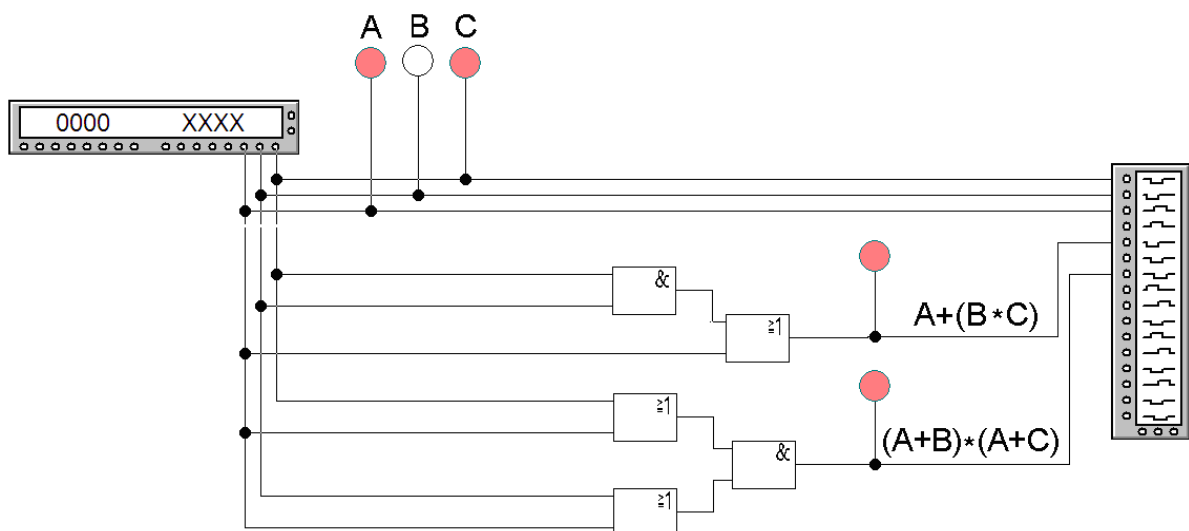 A B C
0000 XXXX
&
≥1
A+(B*C)
≥1
&
(A+B)*(A+C)
≥1